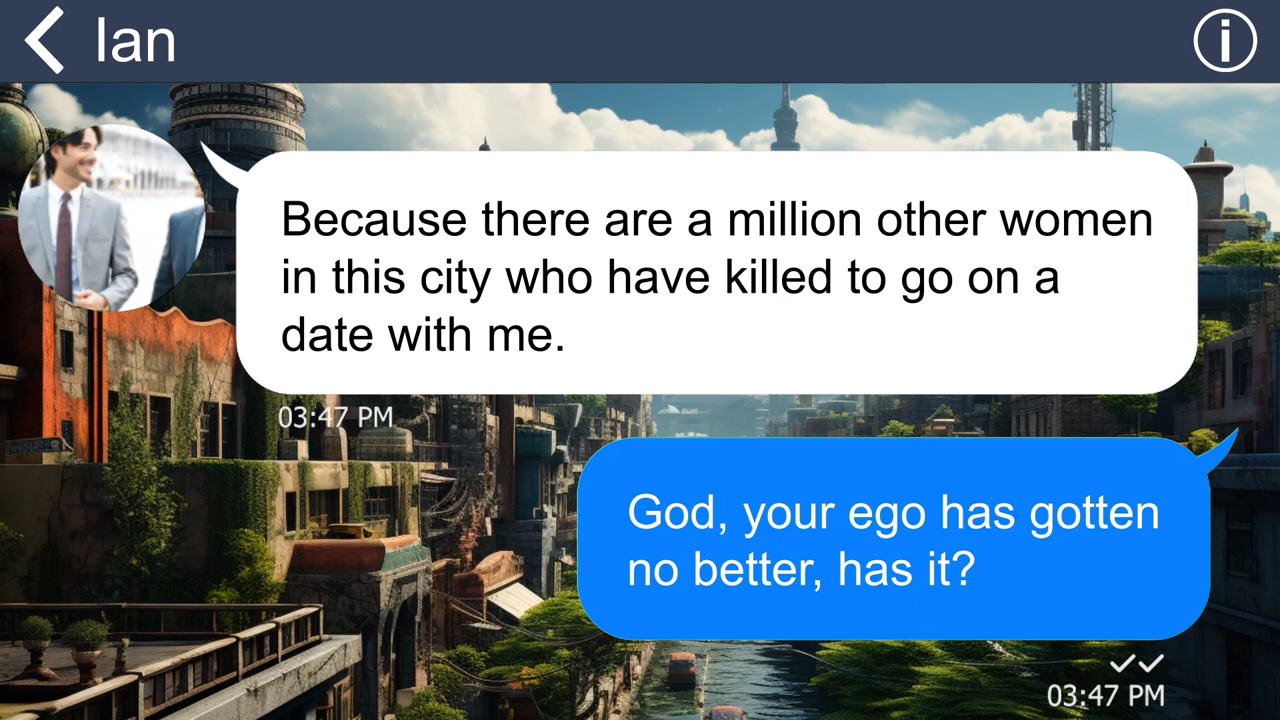 Ian
Because there are a million other women
in this city who have killed to go on a
date with me.
03:47 PM
God, your ego has gotten
no better, has it?
03:47 PM